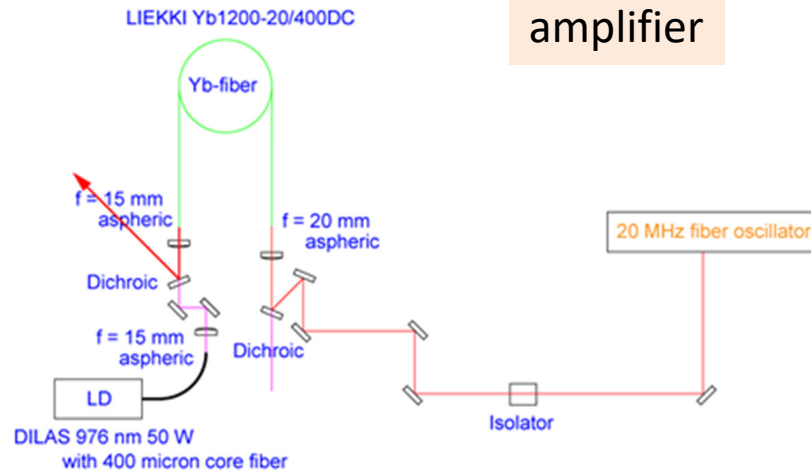 LIEKKI Yb1200-20/400DC
amplifier
Yb-fiber
f = 15 mm
aspheric
f = 20 mm
aspheric
20 MHz fiber oscillator
Dichroic
f = 15 mm
aspheric
Dichroic
LD
Isolator
DILAS 976 nm 50 W
with 400 micron core fiber